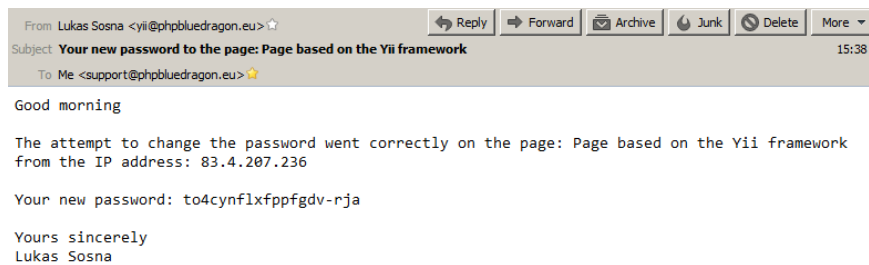 From Lukas Sosna <yii@phpbluedragon.eu> Reply Forward Archive Junk Delete More
Subject Your new password to the page: Page based on the Yii framework 15:38
To Me <support@phpbluedragon.eu>
Good morning
The attempt to change the password went correctly on the page: Page based on the Yii framework
from the IP address: 83.4.207.236
Your new password: to4cynflxfppfgdv-rja
Yours sincerely
Lukas Sosna